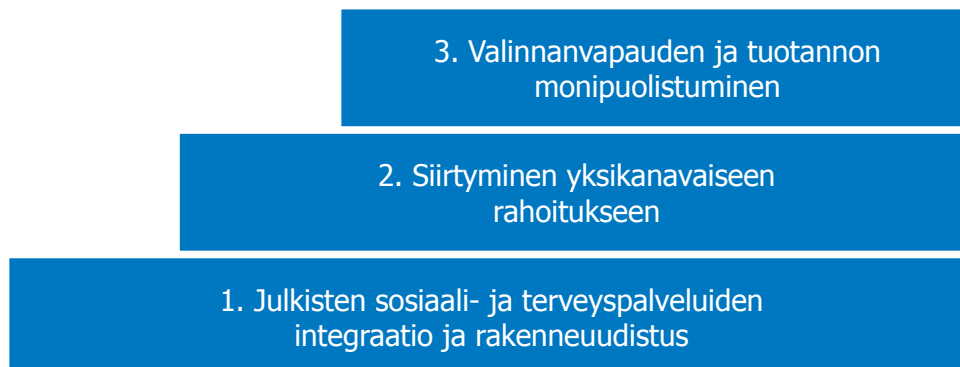 3. Valinnanvapauden ja tuotannon
monipuolistuminen
2. Siirtyminen yksikanavaiseen
rahoitukseen
1. Julkisten sosiaali- ja terveyspalveluiden
integraatio ja rakenneuudistus